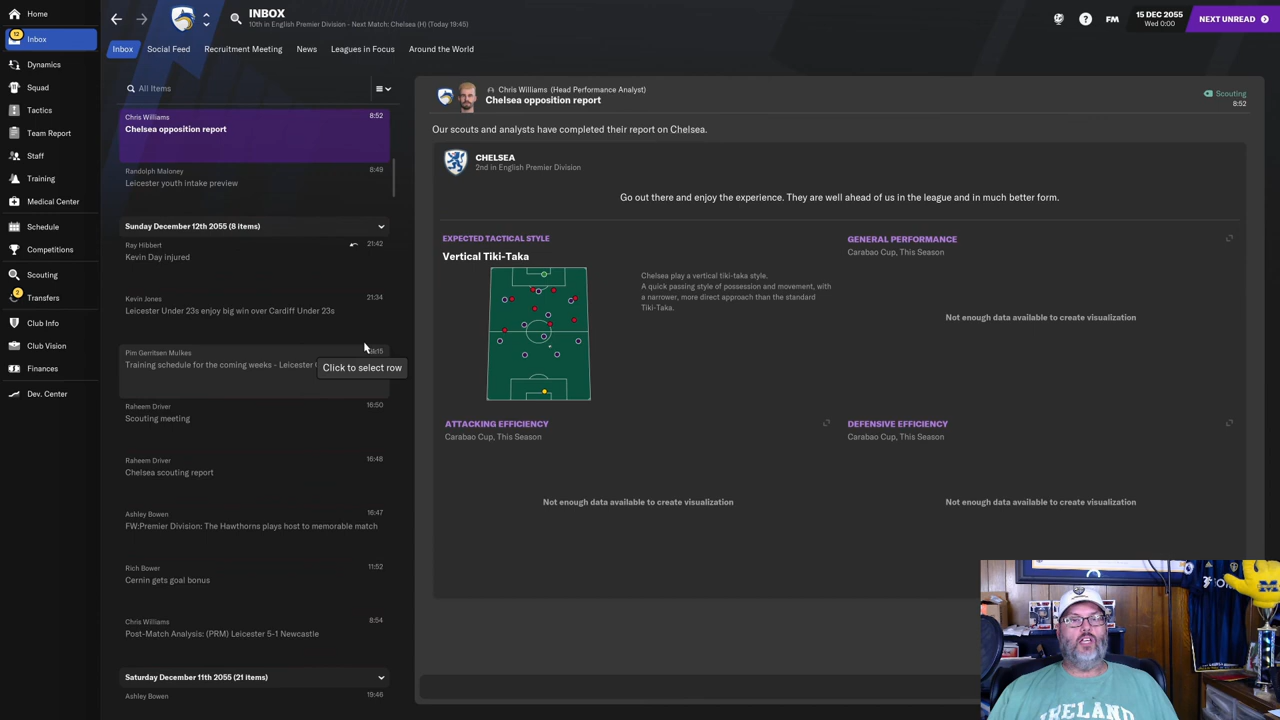 Home
INBOX
10th in English Premier Division - Next Match: Chelsea (H) (Today 19:45)
FM
15 DEC 2055
Wed 0:00
NEXT UNREAD
12
Inbox
Dynamics
Squad
Tactics
Team Report
Staff
Training
Medical Center
Schedule
Competitions
Scouting
2
Transfers
Club Info
Club Vision
Finances
Dev. Center
Inbox
Social Feed
Recruitment Meeting
News
Leagues in Focus
Around the World
All Items
Chris Williams
8:52
Chelsea opposition report
Randolph Maloney
8:49
Leicester youth intake preview
Sunday December 12th 2055 (8 items)
Ray Hibbert
21:42
Kevin Day injured
Kevin Jones
21:34
Leicester Under 23s enjoy big win over Cardiff Under 23s
Pim Gerritsen Mulkes
Training schedule for the coming weeks - Leicester
Click to select row
Raheem Driver
16:50
Scouting meeting
Raheem Driver
16:48
Chelsea scouting report
Ashley Bowen
16:47
FW:Premier Division: The Hawthorns plays host to memorable match
Rich Bower
11:52
Cernin gets goal bonus
Chris Williams
8:54
Post-Match Analysis: (PRM) Leicester 5-1 Newcastle
Saturday December 11th 2055 (21 items)
Ashley Bowen
19:46
Chris Williams (Head Performance Analyst)
Chelsea opposition report
Scouting
8:52
Our scouts and analysts have completed their report on Chelsea.
CHELSEA
2nd in English Premier Division
Go out there and enjoy the experience. They are well ahead of us in the league and in much better form.
EXPECTED TACTICAL STYLE
Vertical Tiki-Taka
Chelsea play a vertical tiki-taka style.
A quick passing style of possession and movement, with
a narrower, more direct approach than the standard
Tiki-Taka.
GENERAL PERFORMANCE
Carabao Cup, This Season
Not enough data available to create visualization
ATTACKING EFFICIENCY
Carabao Cup, This Season
Not enough data available to create visualization
DEFENSIVE EFFICIENCY
Carabao Cup, This Season
Not enough data available to create visualization
IRELAND